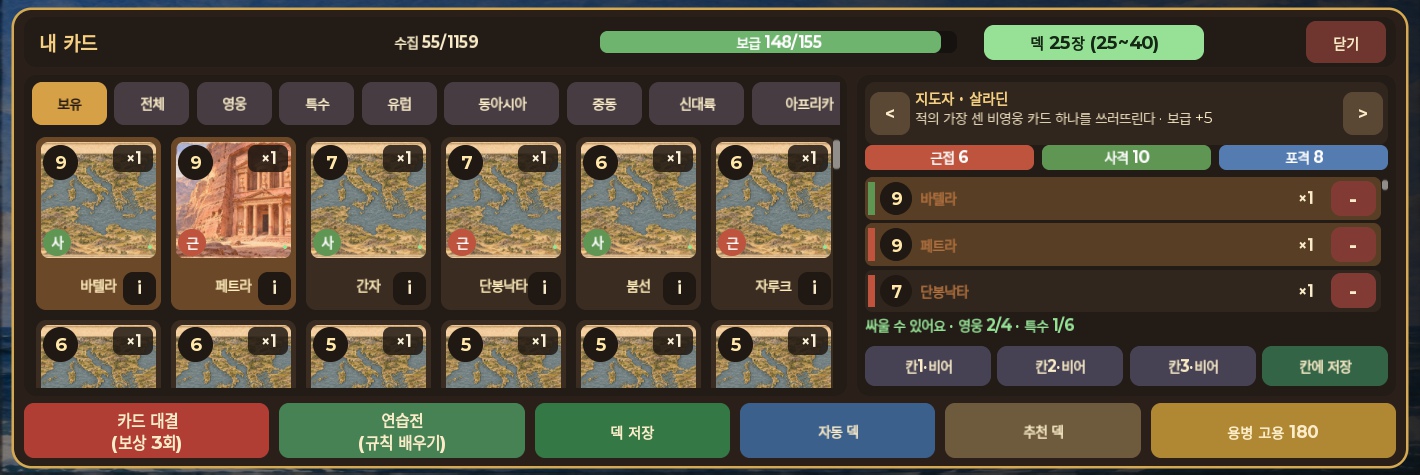 내 카드
수집 55/1159
보급 148/155
덱 25장 (25~40)
닫기
보유
전체
영웅
특수
유럽
동아시아
중동
신대륙
아프리카
9
×1
사
바텔라
i
9
×1
근
페트라
i
7
×1
사
간자
i
7
×1
근
단봉낙타
i
6
×1
사
붐선
i
6
×1
근
자루크
i
6
×1
6
×1
5
×1
5
×1
5
×1
5
×1
<
지도자 · 살라딘
적의 가장 센 비영웅 카드 하나를 쓰러뜨린다 · 보급 +5
>
근접 6
사격 10
포격 8
9
바텔라
×1
-
9
페트라
×1
-
7
단봉낙타
×1
-
싸울 수 있어요 · 영웅 2/4 · 특수 1/6
칸1·비어
칸2·비어
칸3·비어
칸에 저장
카드 대결
(보상 3회)
연습전
(규칙 배우기)
덱 저장
자동 덱
추천 덱
용병 고용 180